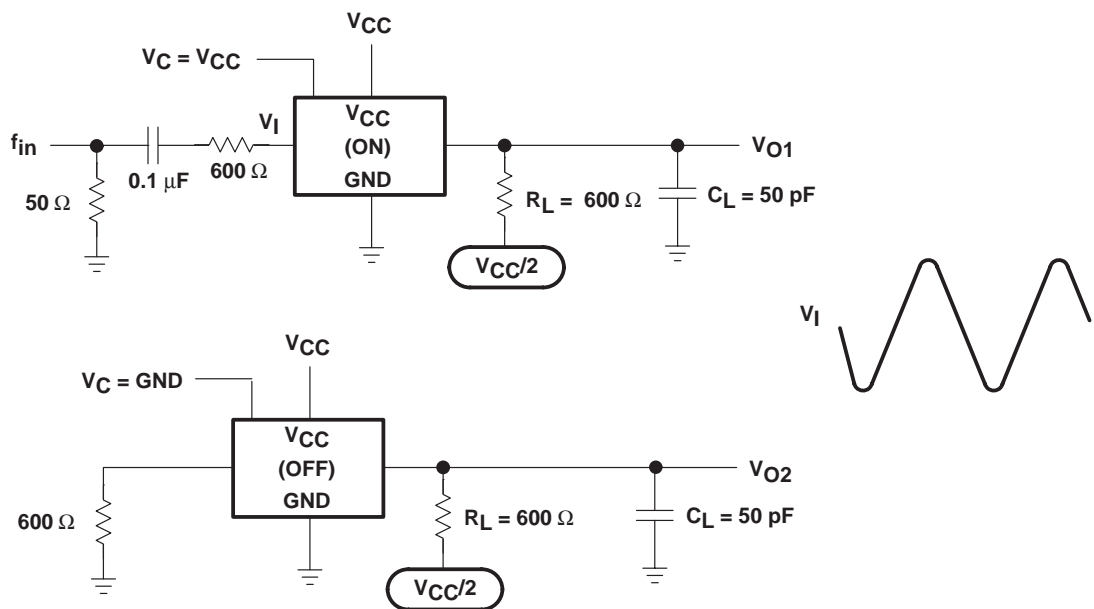 VCC
VC = VCC
VI
VCC
(ON)
GND
fin
0.1 μF
600 Ω
50 Ω
VO1
RL = 600 Ω
CL = 50 pF
VCC/2
VI
VCC
VC = GND
VCC
(OFF)
GND
VO2
600 Ω
RL = 600 Ω
CL = 50 pF
VCC/2